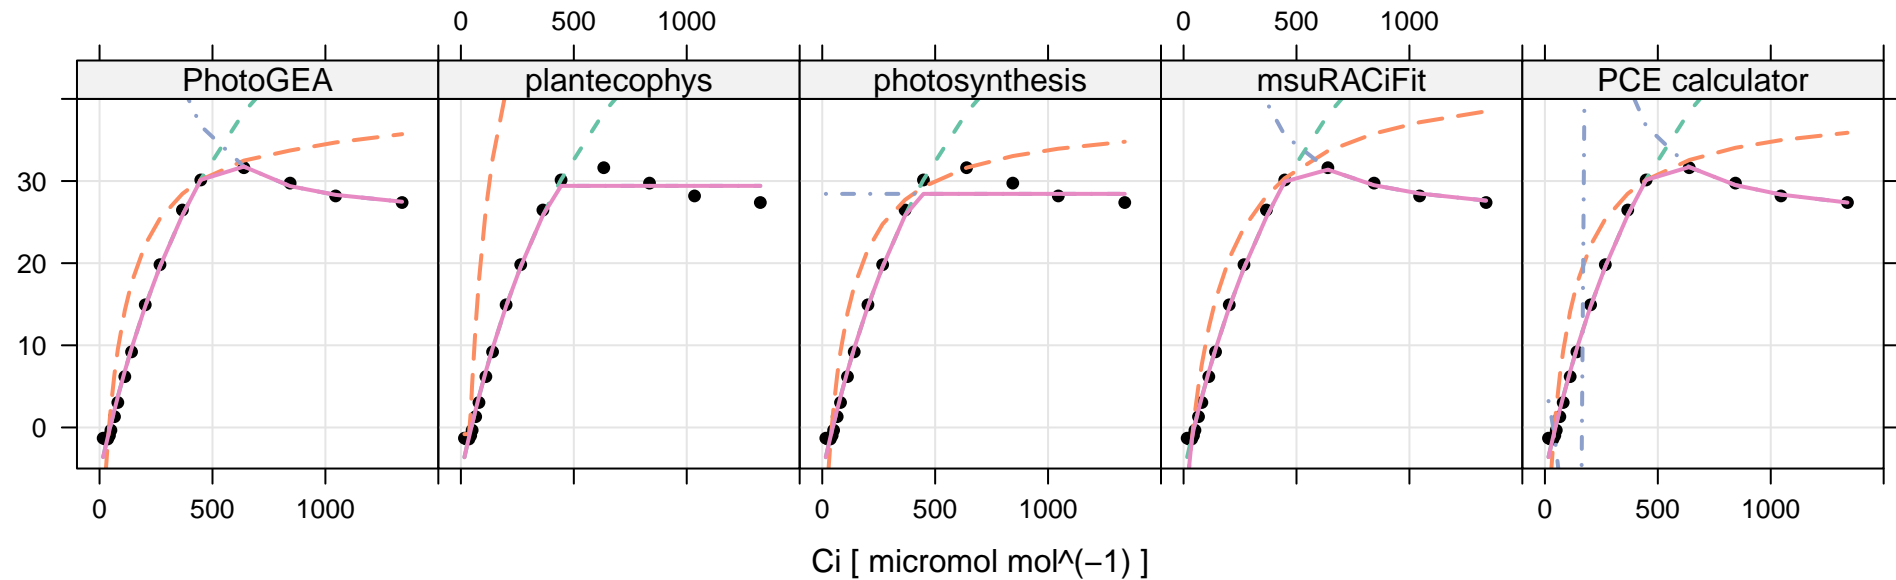 0 500 1000 0 500 1000
PhotoGEA plantecophys photosynthesis msuRACiFit PCE calculator
30
20
10
0
0 500 1000 0 500 1000 0 500 1000
Ci [ micromol mol^(−1) ]